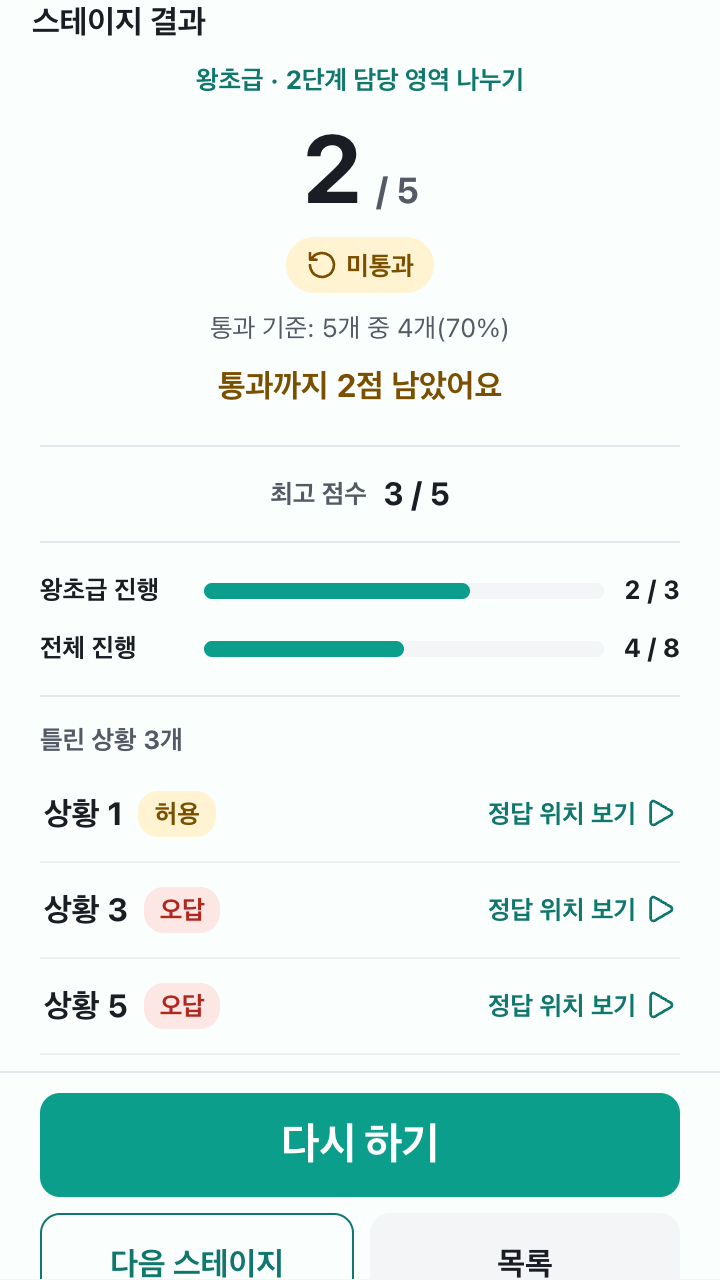 스테이지 결과
왕초급 · 2단계 담당 영역 나누기
2 / 5
미통과
통과 기준: 5개 중 4개(70%)
통과까지 2점 남았어요
최고 점수 3 / 5
왕초급 진행 2 / 3
전체 진행 4 / 8
틀린 상황 3개
상황 1 허용 정답 위치 보기
상황 3 오답 정답 위치 보기
상황 5 오답 정답 위치 보기
다시 하기
다음 스테이지 목록